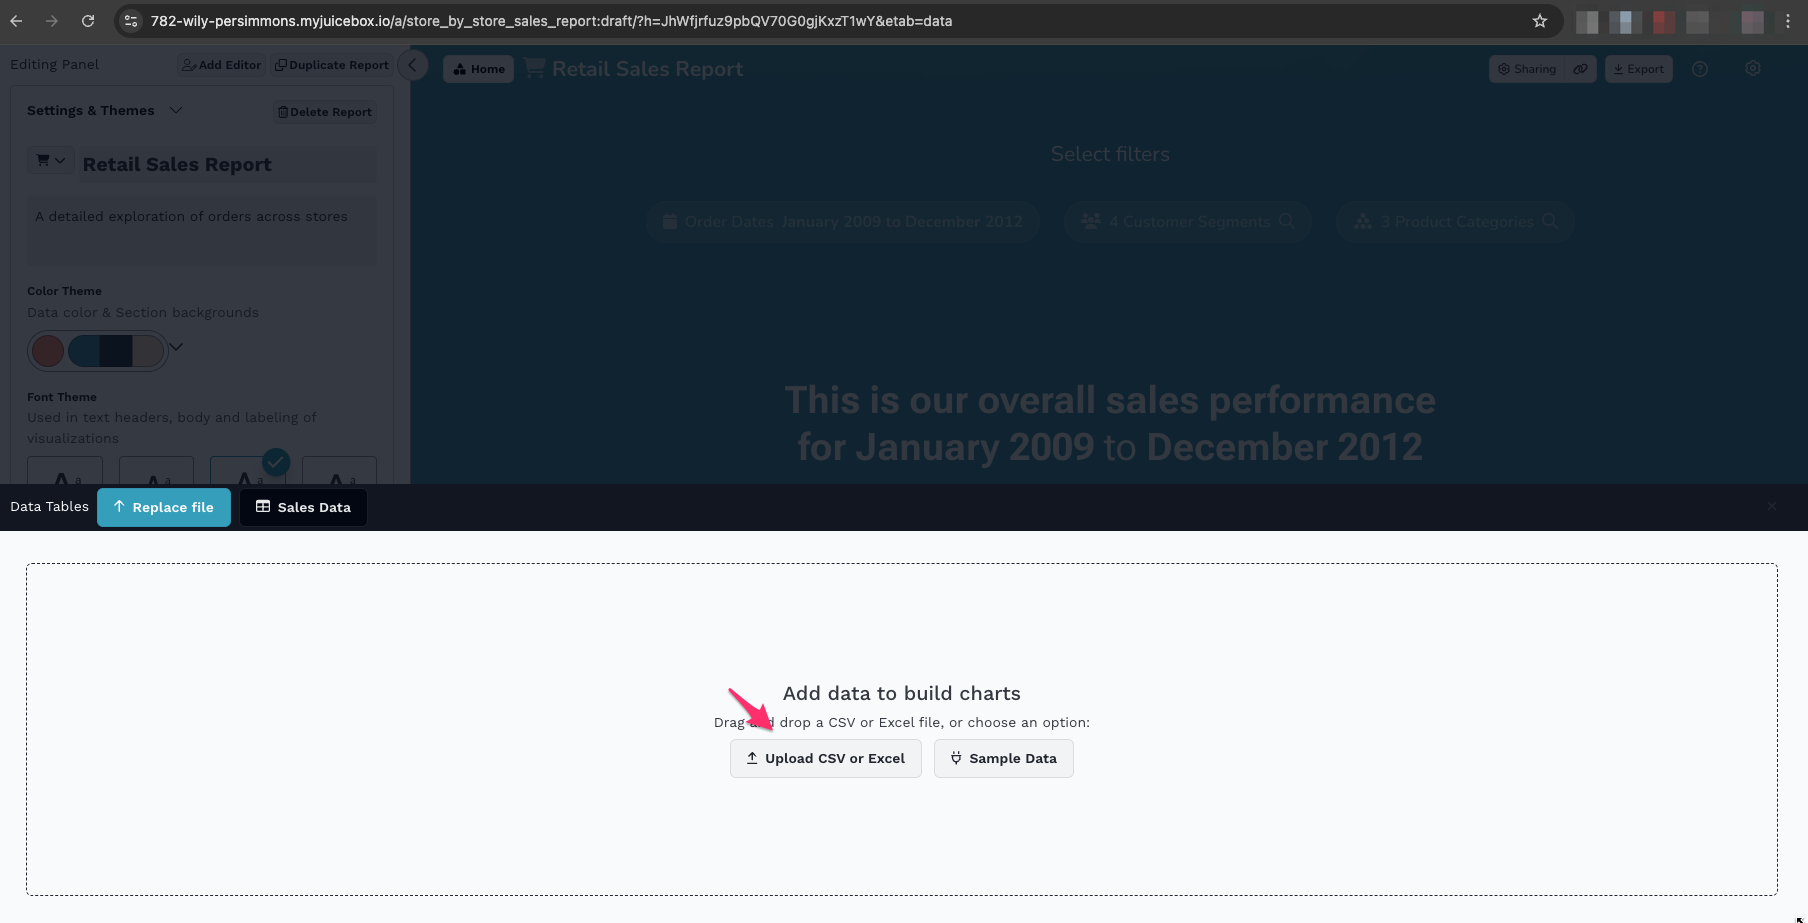 782-wily-persimmons.myjuicebox.io/a/store_by_store_sales_report:draft/?h=JhWfjrfuz9pbQV70G0gjKxzT1wY&etab=data
Editing Panel
Add Editor
Duplicate Report
Home
Retail Sales Report
Sharing
Export
Settings & Themes
Delete Report
Retail Sales Report
A detailed exploration of orders across stores
Color Theme
Data color & Section backgrounds
Font Theme
Used in text headers, body and labeling of
visualizations
Aa
Aa
Aa
Aa
Select filters
Order Dates January 2009 to December 2012
4 Customer Segments
3 Product Categories
This is our overall sales performance
for January 2009 to December 2012
Data Tables
Replace file
Sales Data
Add data to build charts
Drag and drop a CSV or Excel file, or choose an option:
Upload CSV or Excel
Sample Data